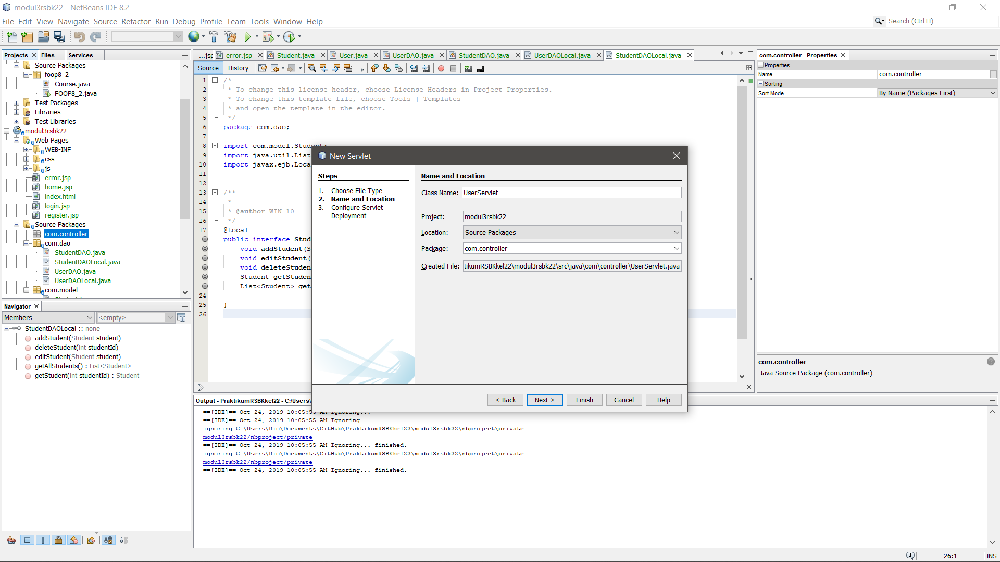 modul3rsbk22 - NetBeans IDE 8.2
File Edit View Navigate Source Refactor Run Debug Profile Team Tools Window Help
Search (Ctrl+I)
Projects Files Services
Source Packages
foop8_2
Course.java
FOOP8_2.java
Test Packages
Libraries
Test Libraries
modul3rsbk22
Web Pages
WEB-INF
css
js
error.jsp
home.jsp
index.html
login.jsp
register.jsp
Source Packages
com.controller
com.dao
StudentDAO.java
StudentDAOLocal.java
UserDAO.java
UserDAOLocal.java
com.model
Navigator
Members <empty>
StudentDAOLocal :: none
addStudent(Student student)
deleteStudent(int studentId)
editStudent(Student student)
getAllStudents() : List<Student>
getStudent(int studentId) : Student
...jsp error.jsp Student.java User.java UserDAO.java StudentDAO.java UserDAOLocal.java StudentDAOLocal.java
Source History
1 /*
2 * To change this license header, choose License Headers in Project Properties.
3 * To change this template file, choose Tools | Templates
4 * and open the template in the editor.
5 */
6 package com.dao;
7
8 import com.model.Student;
9 import java.util.List
10 import javax.ejb.Loca
11
12
13 /**
14 *
15 * @author WIN 10
16 */
17 @Local
public interface Stud
void addStudent(S
void editStudent(
void deleteStuden
Student getStuden
List<Student> get
24
25 }
26
New Servlet
Steps
1. Choose File Type
2. Name and Location
3. Configure Servlet
Deployment
Name and Location
Class Name: UserServlet
Project: modul3rsbk22
Location: Source Packages
Package: com.controller
Created File: tikumRSBKkel22\modul3rsbk22\src\java\com\controller\UserServlet.java
< Back Next > Finish Cancel Help
com.controller - Properties
Properties
Name com.controller ...
Sorting
Sort Mode By Name (Packages First)
com.controller
Java Source Package (com.controller)
Output - PraktikumRSBKkel22 - C:\Users\
==[IDE]== Oct 24, 2019 10:05:55 AM Ignoring...
==[IDE]== Oct 24, 2019 10:05:55 AM Ignoring...
ignoring C:\Users\Rio\Documents\GitHub\PraktikumRSBKkel22\modul3rsbk22\nbproject\private
modul3rsbk22/nbproject/private
==[IDE]== Oct 24, 2019 10:05:55 AM Ignoring... finished.
ignoring C:\Users\Rio\Documents\GitHub\PraktikumRSBKkel22\modul3rsbk22\nbproject\private
modul3rsbk22/nbproject/private
==[IDE]== Oct 24, 2019 10:05:55 AM Ignoring... finished.
1 26:1 INS